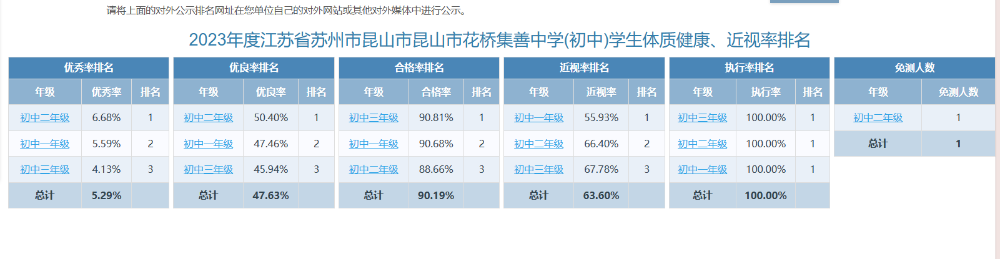 请将上面的对外公示排名网址在您单位自己的对外网站或其他对外媒体中进行公示。
2023年度江苏省苏州市昆山市昆山市花桥集善中学(初中)学生体质健康、近视率排名
优秀率排名 优良率排名 合格率排名 近视率排名 执行率排名 免测人数
年级 优秀率 排名 年级 优良率 排名 年级 合格率 排名 年级 近视率 排名 年级 执行率 排名 年级 免测人数
初中二年级 6.68% 1 初中二年级 50.40% 1 初中三年级 90.81% 1 初中一年级 55.93% 1 初中三年级 100.00% 1 初中二年级 1
初中一年级 5.59% 2 初中一年级 47.46% 2 初中一年级 90.68% 2 初中二年级 66.40% 2 初中二年级 100.00% 1 总计 1
初中三年级 4.13% 3 初中三年级 45.94% 3 初中二年级 88.66% 3 初中三年级 67.78% 3 初中一年级 100.00% 1
总计 5.29% 总计 47.63% 总计 90.19% 总计 63.60% 总计 100.00%